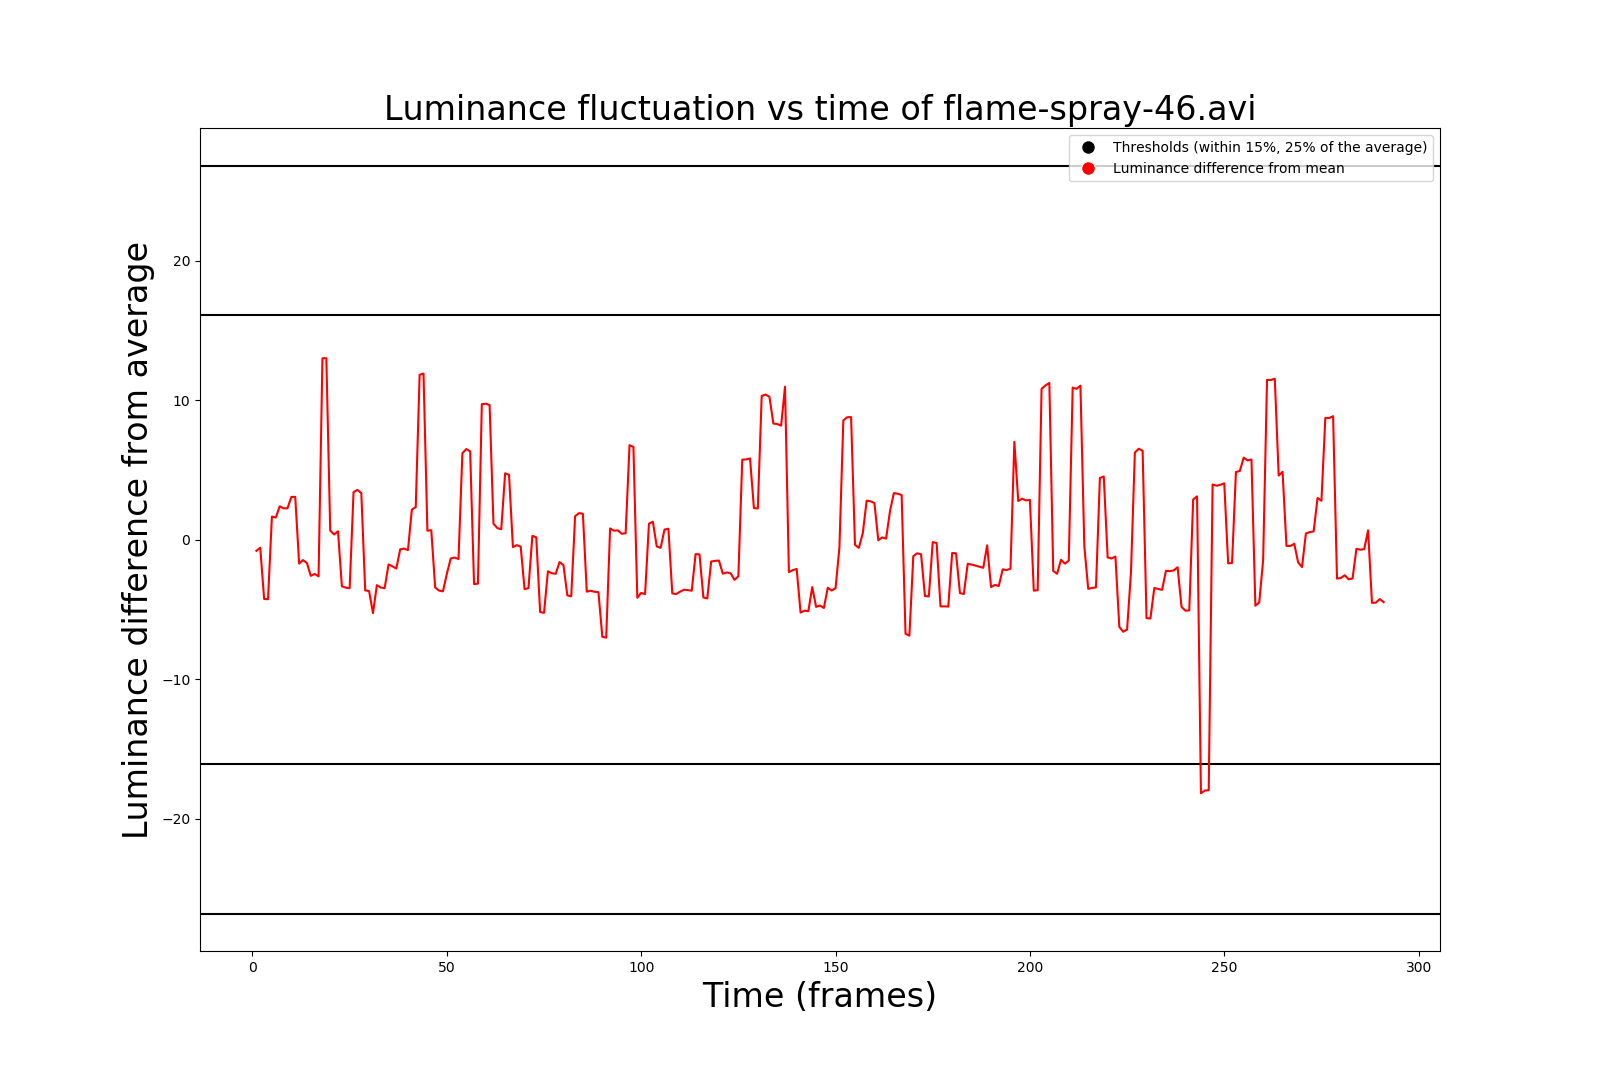 Luminance fluctuation vs time of flame-spray-46.avi
Thresholds (within 15%, 25% of the average)
Luminance difference from mean
Luminance difference from average
20
10
0
−10
−20
0 50 100 150 200 250 300
Time (frames)